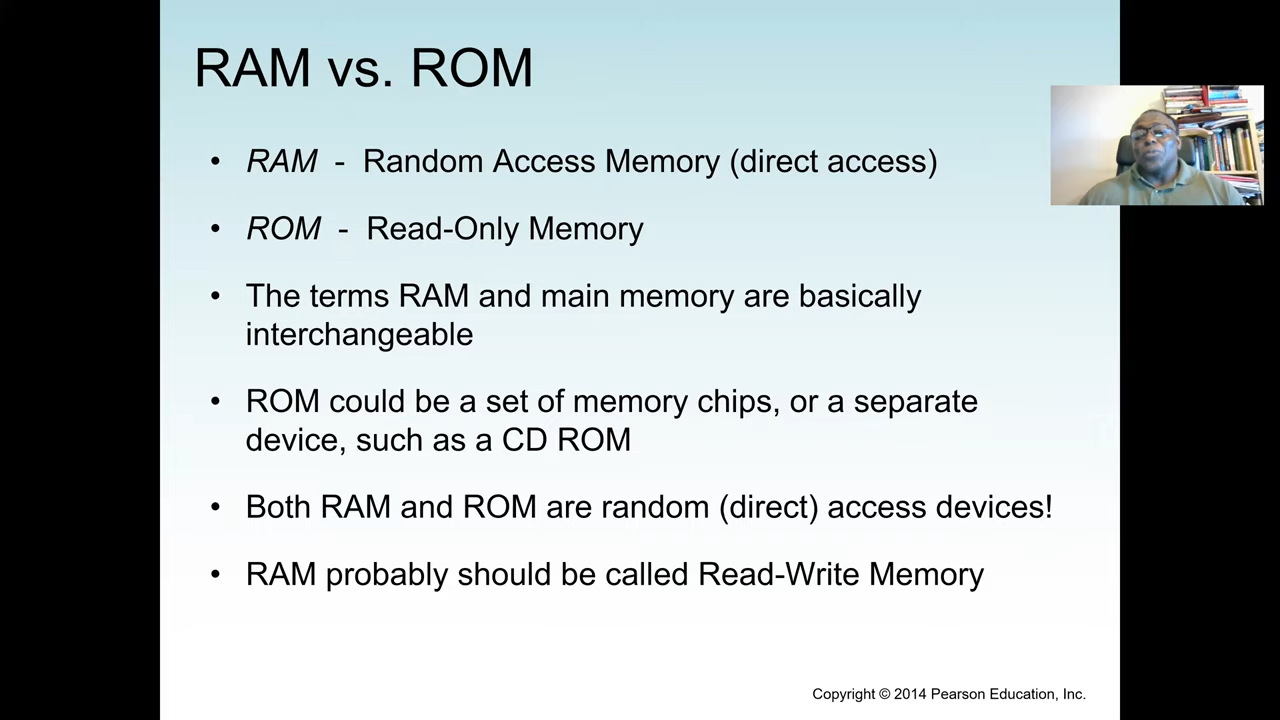 RAM vs. ROM
• RAM - Random Access Memory (direct access)
• ROM - Read-Only Memory
• The terms RAM and main memory are basically
interchangeable
• ROM could be a set of memory chips, or a separate
device, such as a CD ROM
• Both RAM and ROM are random (direct) access devices!
• RAM probably should be called Read-Write Memory
Copyright © 2014 Pearson Education, Inc.